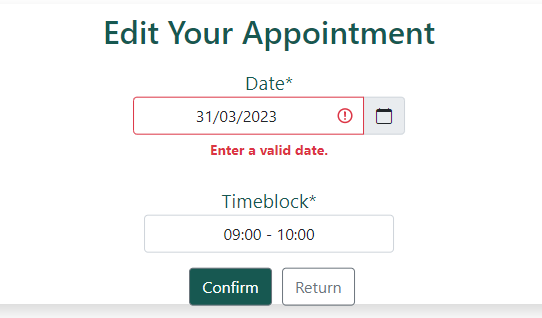 Edit Your Appointment
Date*
31/03/2023
Enter a valid date.
Timeblock*
09:00 - 10:00
Confirm Return